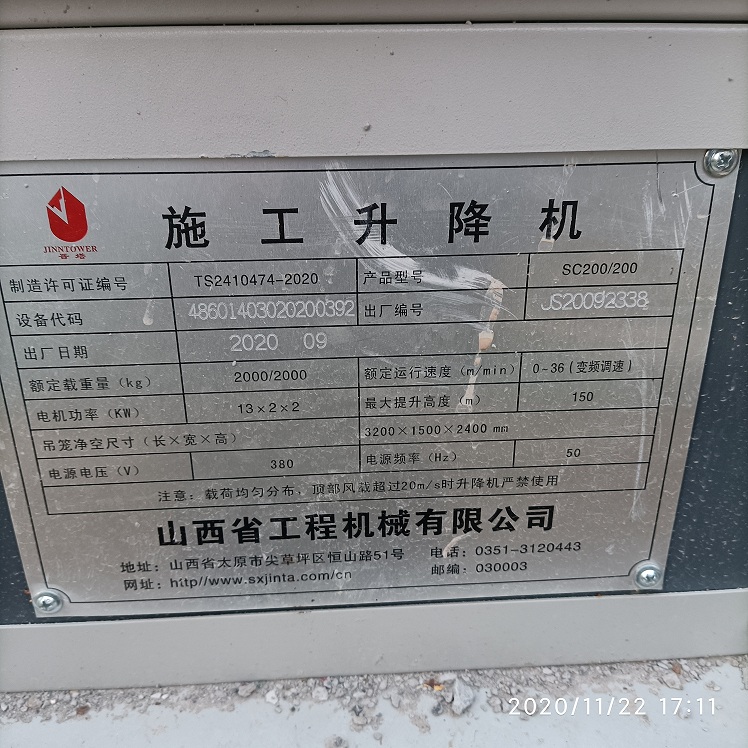 JINNTOWER
晋塔
施工升降机
制造许可证编号 TS2410474-2020 产品型号 SC200/200
设备代码 48601403020200392 出厂编号 JS20092338
出厂日期 2020 09
额定载重量(kg) 2000/2000 额定运行速度(m/min) 0-36(变频调速)
电机功率(KW) 13×2×2 最大提升高度(m) 150
吊笼净空尺寸(长×宽×高) 3200×1500×2400 mm
电源电压(V) 380 电源频率(Hz) 50
注意:载荷均匀分布,顶部风载超过20m/s时升降机严禁使用
山西省工程机械有限公司
地址:山西省太原市尖草坪区恒山路51号 电话:0351-3120443
网址:http//www.sxjinta.com/cn 邮编:030003
2020/11/22 17:11